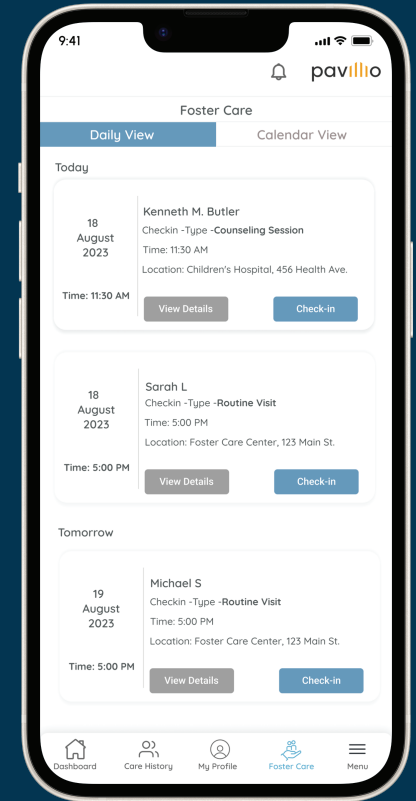 9:41
pavillio
Foster Care
Daily View
Calendar View
Today
18
August
2023
Time: 11:30 AM
Kenneth M. Butler
Checkin -Type -Counseling Session
Time: 11:30 AM
Location: Children's Hospital, 456 Health Ave.
View Details
Check-in
18
August
2023
Time: 5:00 PM
Sarah L
Checkin -Type -Routine Visit
Time: 5:00 PM
Location: Foster Care Center, 123 Main St.
View Details
Check-in
Tomorrow
19
August
2023
Time: 5:00 PM
Michael S
Checkin -Type -Routine Visit
Time: 5:00 PM
Location: Foster Care Center, 123 Main St.
View Details
Check-in
Dashboard
Care History
My Profile
Foster Care
Menu